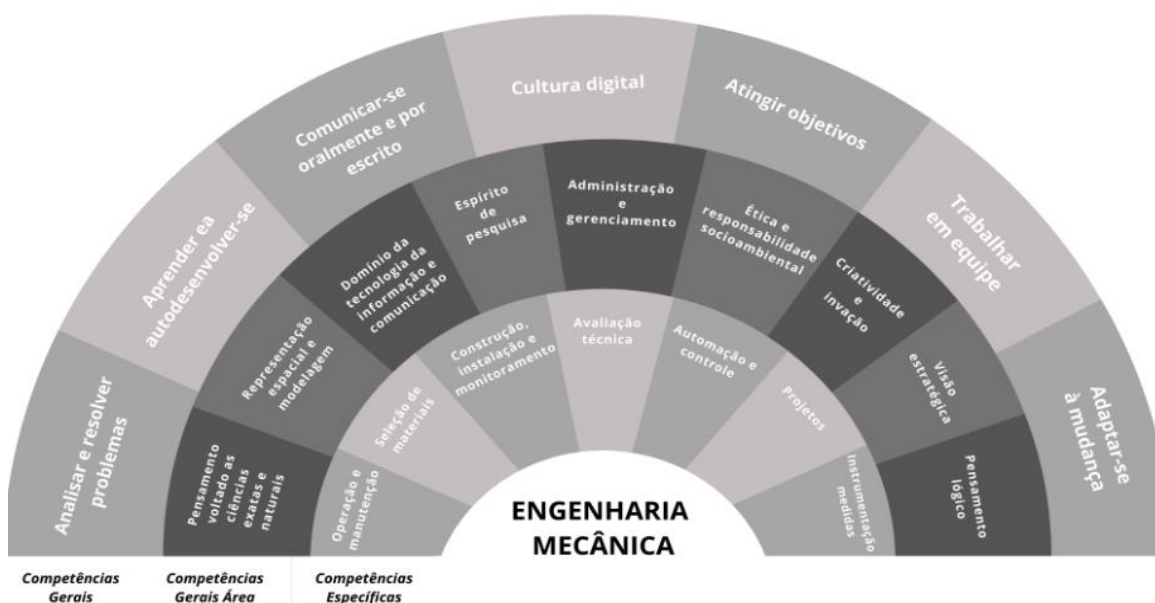 Analisar e resolver
problemas
Aprender ea
autodesenvolver-se
Comunicar-se
oralmente e por
escrito
Cultura digital
Atingir objetivos
Trabalhar
em equipe
Adaptar-se
à mudança
Pensamento
voltado as
ciências
exatas e
naturais
Representação
espacial e
modelagem
Domínio da
tecnologia da
informação e
comunicação
Espírito
de
pesquisa
Administração
e
gerenciamento
Ética e
responsabilidade
socioambiental
Criatividade
e
invação
Visão
estratégica
Pensamento
lógico
Operação e
manutenção
Seleção de
materiais
Construção,
instalação e
monitoramento
Avaliação
técnica
Automação e
controle
Projetos
Instrumentação
medidas
ENGENHARIA
MECÂNICA
Competências
Gerais
Competências
Gerais Área
Competências
Específicas